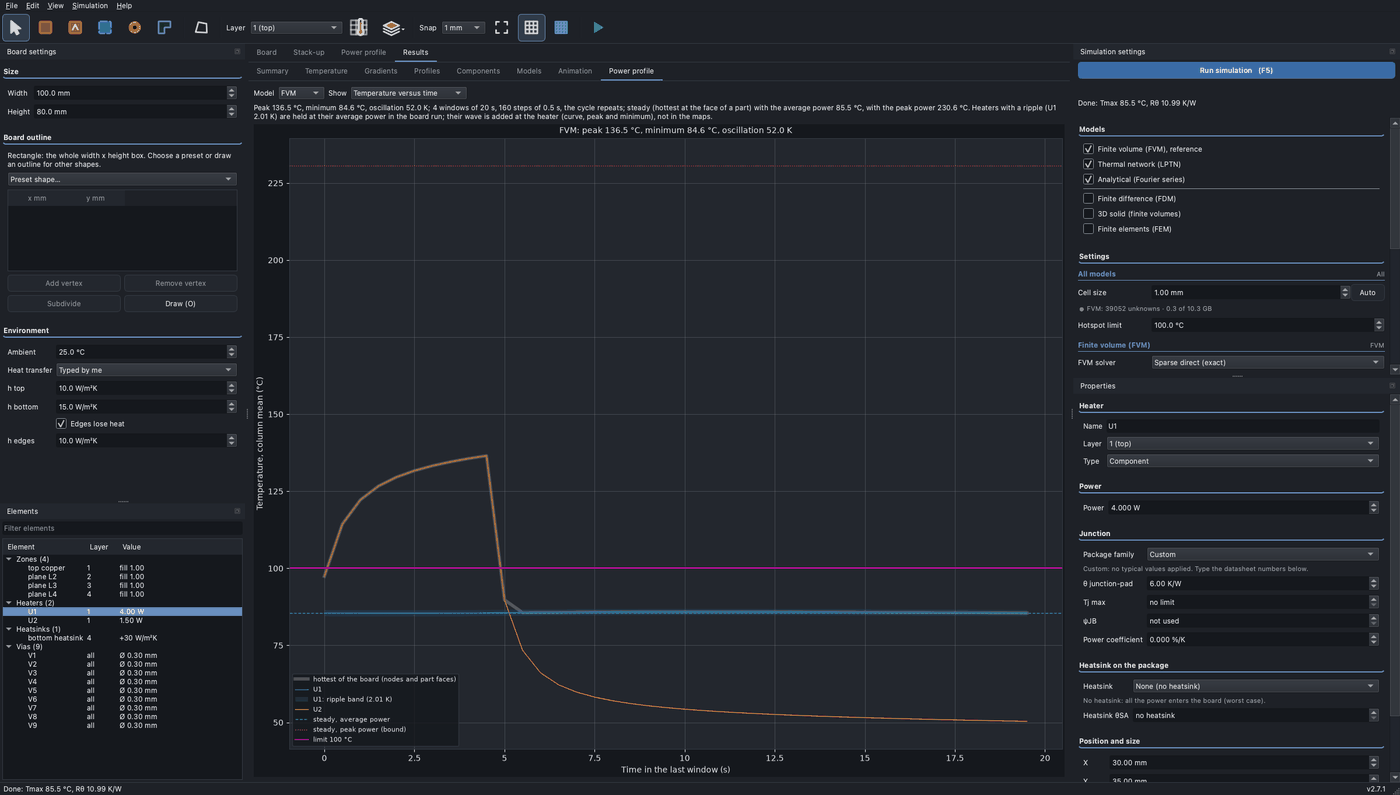 File Edit View Simulation Help
Layer 1 (top) Snap 1 mm
Board settings
Size
Width 100.0 mm
Height 80.0 mm
Board outline
Rectangle: the whole width x height box. Choose a preset or draw
an outline for other shapes.
Preset shape...
x mm y mm
Add vertex Remove vertex
Subdivide Draw (O)
Environment
Ambient 25.0 °C
Heat transfer Typed by me
h top 10.0 W/m²K
h bottom 15.0 W/m²K
Edges lose heat
h edges 10.0 W/m²K
Elements
Filter elements
Element Layer Value
Zones (4)
top copper 1 fill 1.00
plane L2 2 fill 1.00
plane L3 3 fill 1.00
plane L4 4 fill 1.00
Heaters (2)
U1 1 4.00 W
U2 1 1.50 W
Heatsinks (1)
bottom heatsink 4 +30 W/m²K
Vias (9)
V1 all Ø 0.30 mm
V2 all Ø 0.30 mm
V3 all Ø 0.30 mm
V4 all Ø 0.30 mm
V5 all Ø 0.30 mm
V6 all Ø 0.30 mm
V7 all Ø 0.30 mm
V8 all Ø 0.30 mm
V9 all Ø 0.30 mm
Board Stack-up Power profile Results
Summary Temperature Gradients Profiles Components Models Animation Power profile
Model FVM Show Temperature versus time
Peak 136.5 °C, minimum 84.6 °C, oscillation 52.0 K; 4 windows of 20 s, 160 steps of 0.5 s, the cycle repeats; steady (hottest at the face of a part) with the average power 85.5 °C, with the peak power 230.6 °C. Heaters with a ripple (U1
2.01 K) are held at their average power in the board run; their wave is added at the heater (curve, peak and minimum), not in the maps.
FVM: peak 136.5 °C, minimum 84.6 °C, oscillation 52.0 K
Temperature, column mean (°C)
225
200
175
150
125
100
75
50
hottest of the board (nodes and part faces)
U1
U1: ripple band (2.01 K)
U2
steady, average power
steady, peak power (bound)
limit 100 °C
0 2.5 5 7.5 10 12.5 15 17.5 20
Time in the last window (s)
Simulation settings
Run simulation (F5)
Done: Tmax 85.5 °C, Rθ 10.99 K/W
Models
Finite volume (FVM), reference
Thermal network (LPTN)
Analytical (Fourier series)
Finite difference (FDM)
3D solid (finite volumes)
Finite elements (FEM)
Settings
All models All
Cell size 1.00 mm Auto
FVM: 39052 unknowns · 0.3 of 10.3 GB
Hotspot limit 100.0 °C
Finite volume (FVM) FVM
FVM solver Sparse direct (exact)
Properties
Heater
Name U1
Layer 1 (top)
Type Component
Power
Power 4.000 W
Junction
Package family Custom
Custom: no typical values applied. Type the datasheet numbers below.
θ junction-pad 6.00 K/W
Tj max no limit
ψJB not used
Power coefficient 0.000 %/K
Heatsink on the package
Heatsink None (no heatsink)
No heatsink: all the power enters the board (worst case).
Heatsink θSA no heatsink
Position and size
X 30.00 mm
Y 35.00 mm
Done: Tmax 85.5 °C, Rθ 10.99 K/W
v2.7.1